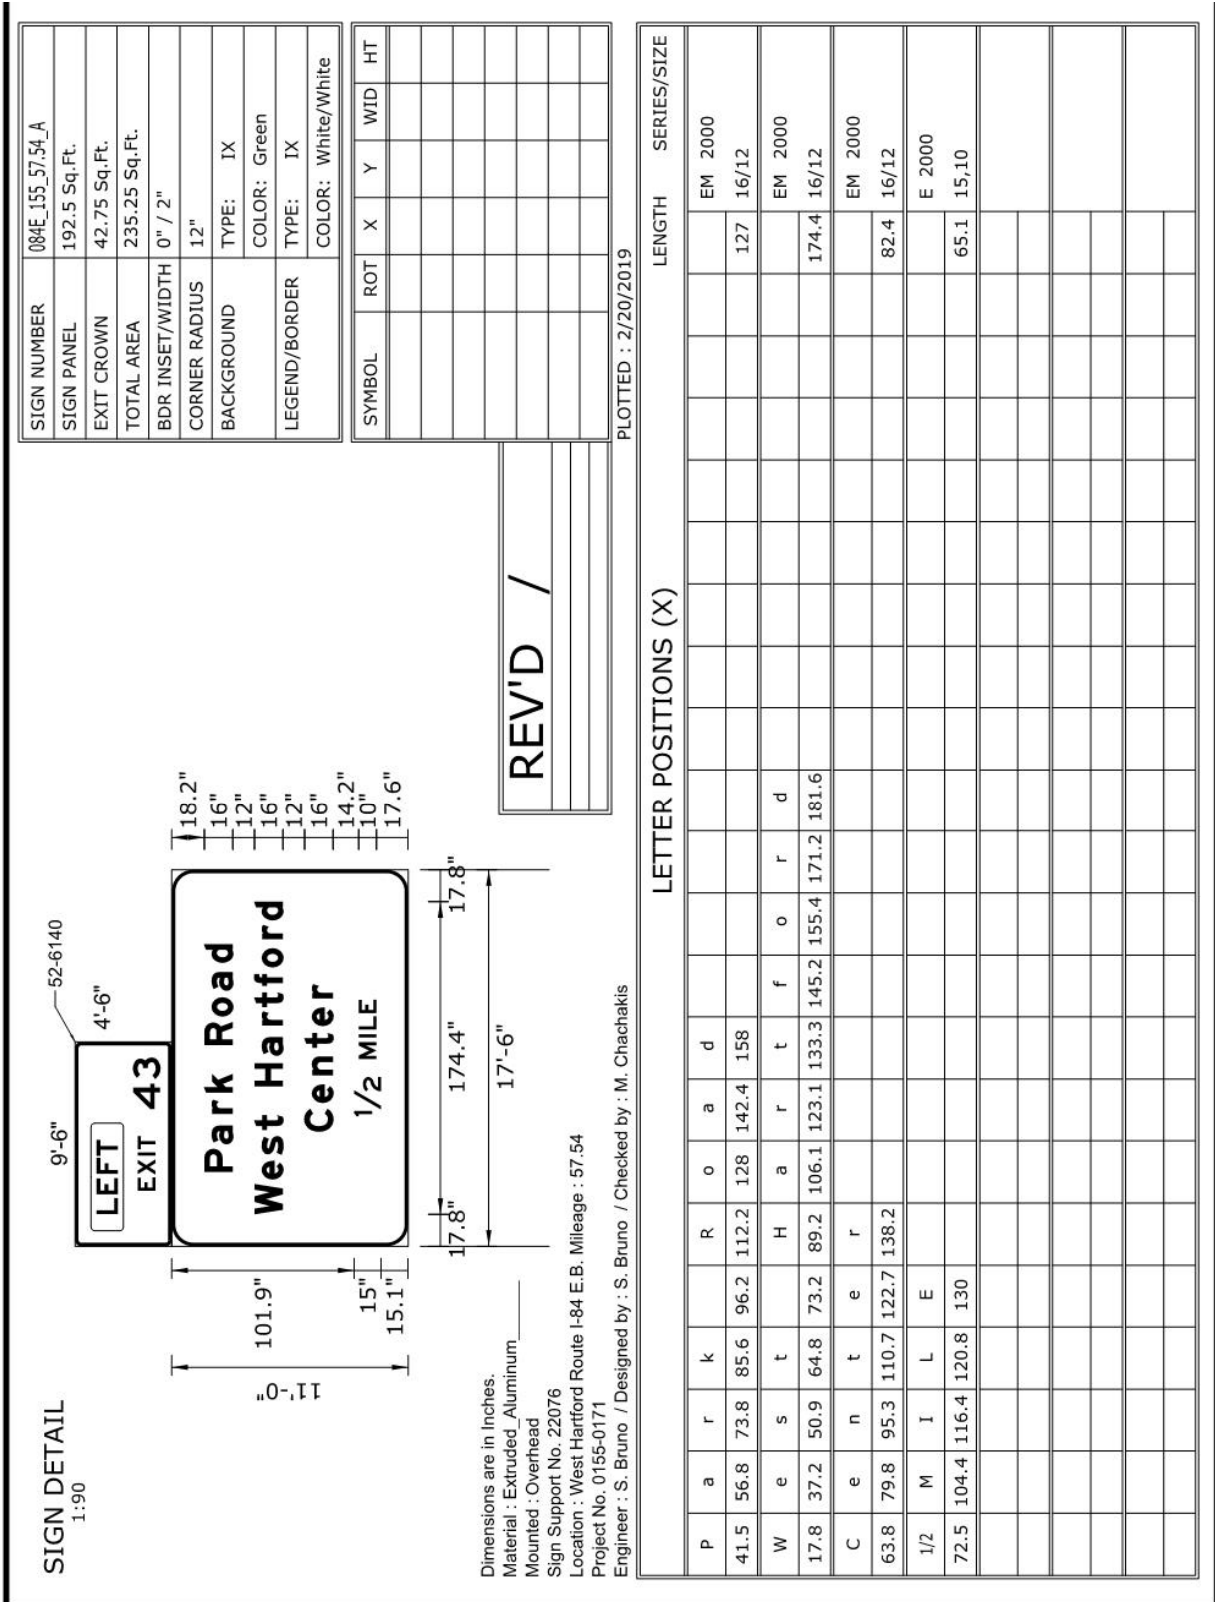 SIGN DETAIL
1:90
9'-6"
52-6140
4'-6"
LEFT
EXIT 43
Park Road
West Hartford
Center
1/2 MILE
101.9"
15"
15.1"
11'-0"
18.2"
16"
12"
16"
12"
16"
14.2"
10"
17.6"
17.8" 174.4" 17.8"
17'-6"
SIGN NUMBER 084E_155_57.54_A
SIGN PANEL 192.5 Sq.Ft.
EXIT CROWN 42.75 Sq.Ft.
TOTAL AREA 235.25 Sq.Ft.
BDR INSET/WIDTH 0" / 2"
CORNER RADIUS 12"
BACKGROUND TYPE: IX
COLOR: Green
LEGEND/BORDER TYPE: IX
COLOR: White/White
SYMBOL ROT X Y WID HT
Dimensions are in Inches.
Material : Extruded_Aluminum
Mounted : Overhead
Sign Support No. 22076
Location : West Hartford Route I-84 E.B. Mileage : 57.54
Project No. 0155-0171
Engineer : S. Bruno / Designed by : S. Bruno / Checked by : M. Chachakis
REV'D /
PLOTTED : 2/20/2019
LETTER POSITIONS (X) LENGTH SERIES/SIZE
P a r k R o a d EM 2000
41.5 56.8 73.8 85.6 96.2 112.2 128 142.4 158 127 16/12
W e s t H a r t f o r d EM 2000
17.8 37.2 50.9 64.8 73.2 89.2 106.1 123.1 133.3 145.2 155.4 171.2 181.6 174.4 16/12
C e n t e r EM 2000
63.8 79.8 95.3 110.7 122.7 138.2 82.4 16/12
1/2 M I L E E 2000
72.5 104.4 116.4 120.8 130 65.1 15,10